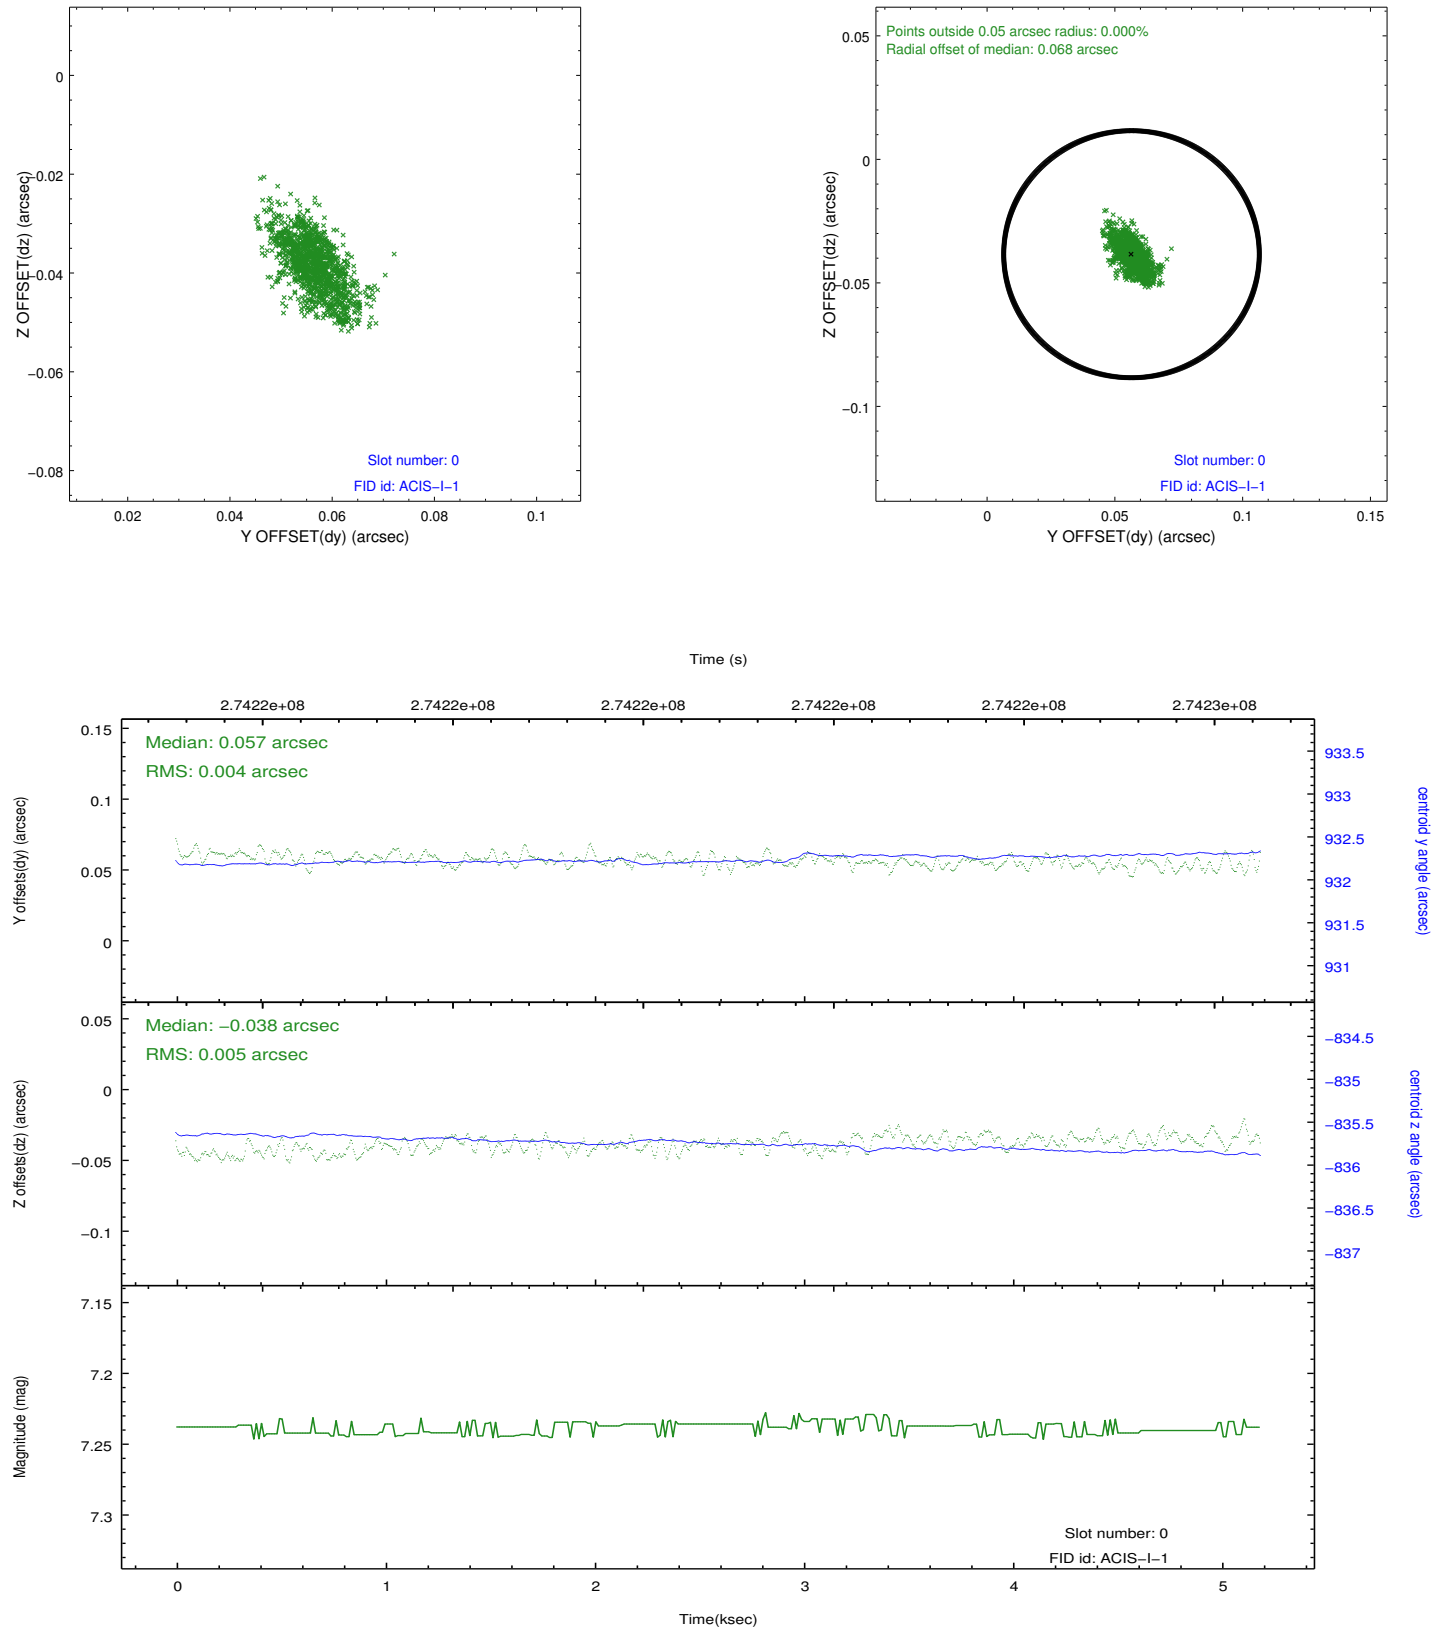 0
−0.02
−0.04
−0.06
−0.08
Z OFFSET(dz) (arcsec)
Slot number: 0
FID id: ACIS−I−1
0.02 0.04 0.06 0.08 0.1
Y OFFSET(dy) (arcsec)
Points outside 0.05 arcsec radius: 0.000%
Radial offset of median: 0.068 arcsec
0.05
0
−0.05
−0.1
Z OFFSET(dz) (arcsec)
Slot number: 0
FID id: ACIS−I−1
0 0.05 0.1 0.15
Y OFFSET(dy) (arcsec)
Time (s)
2.7422e+08 2.7422e+08 2.7422e+08 2.7422e+08 2.7422e+08 2.7423e+08
Median: 0.057 arcsec
RMS: 0.004 arcsec
0.15
0.1
0.05
0
Y offsets(dy) (arcsec)
933.5
933
932.5
932
931.5
931
centroid y angle (arcsec)
Median: −0.038 arcsec
RMS: 0.005 arcsec
0.05
0
−0.05
−0.1
Z offsets(dz) (arcsec)
−834.5
−835
−835.5
−836
−836.5
−837
centroid z angle (arcsec)
7.15
7.2
7.25
7.3
Magnitude (mag)
Slot number: 0
FID id: ACIS−I−1
0 1 2 3 4 5
Time(ksec)